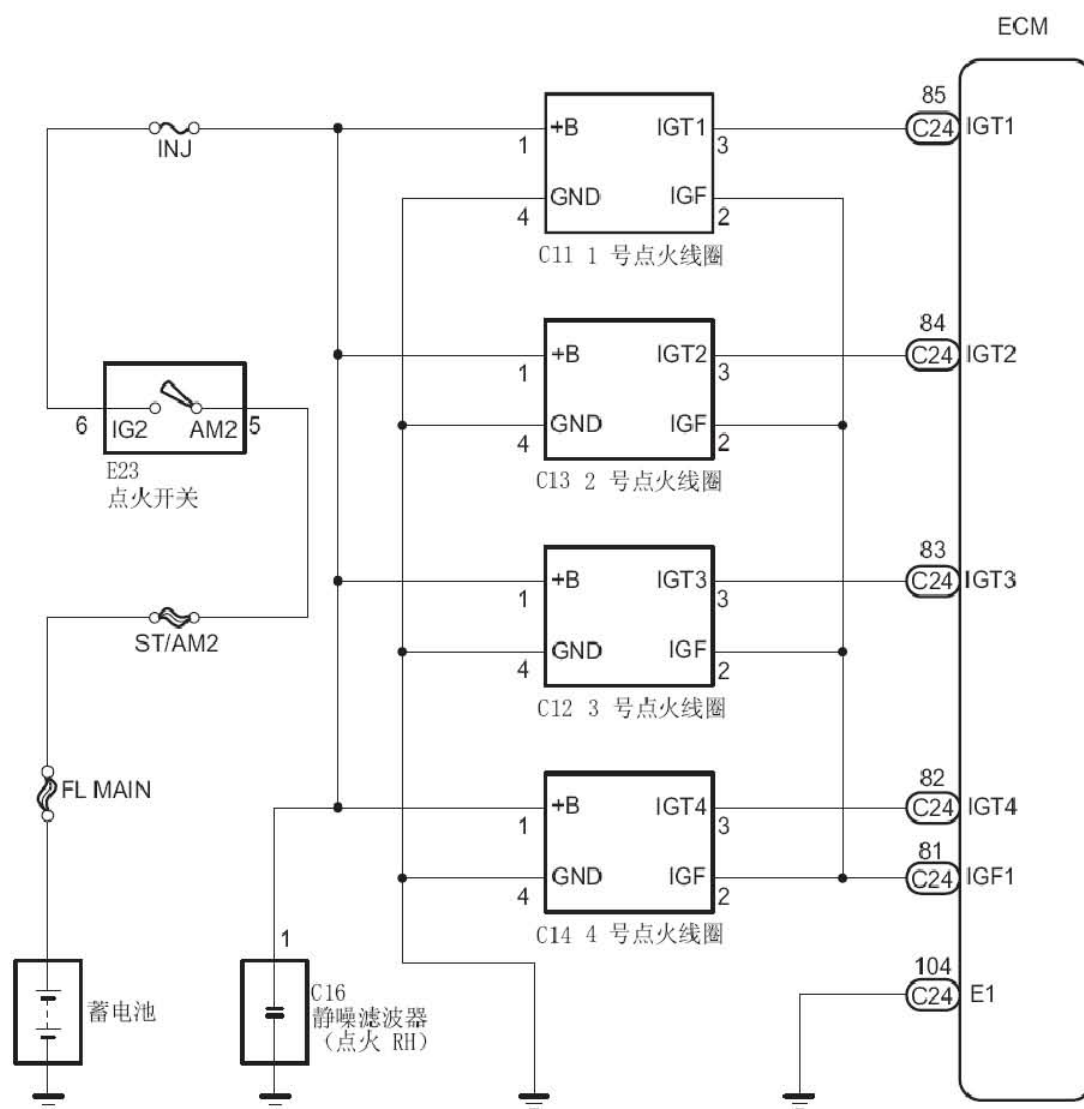 ECM
85
INJ
+B
IGT1
C24
IGT1
1
3
GND
IGF
4
2
C11 1 号点火线圈
84
+B
IGT2
C24
IGT2
1
3
6
IG2
AM2
5
GND
IGF
4
2
E23
点火开关
C13 2 号点火线圈
83
+B
IGT3
C24
IGT3
1
3
ST/AM2
GND
IGF
4
2
C12 3 号点火线圈
82
FL MAIN
+B
IGT4
C24
IGT4
1
3
81
GND
IGF
C24
IGF1
4
2
C14 4 号点火线圈
1
104
C16
静噪滤波器
（点火 RH）
C24
E1
蓄电池